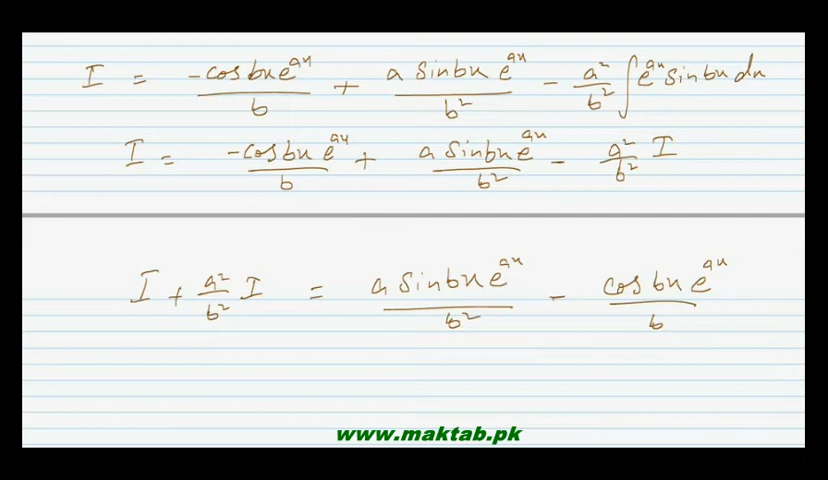 I = -cos bx e^ax / b + a sin bx e^ax / b² - a²/b² ∫ e^ax sin bx dx
I = -cos bx e^ax / b + a sin bx e^ax / b² - a²/b² I
I + a²/b² I = a sin bx e^ax / b² - cos bx e^ax / b
www.maktab.pk